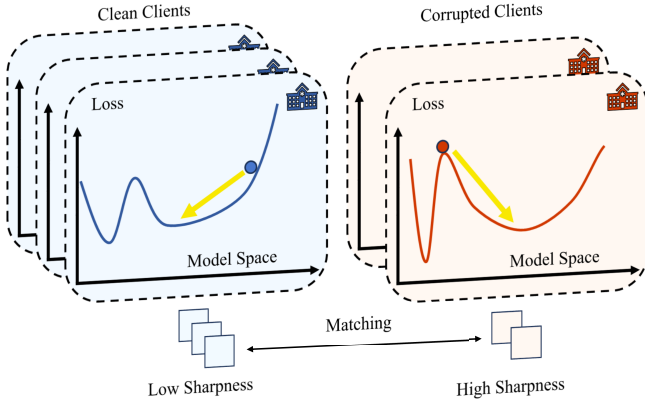 Clean Clients
Corrupted Clients
Loss
Model Space
Loss
Model Space
Matching
Low Sharpness
High Sharpness